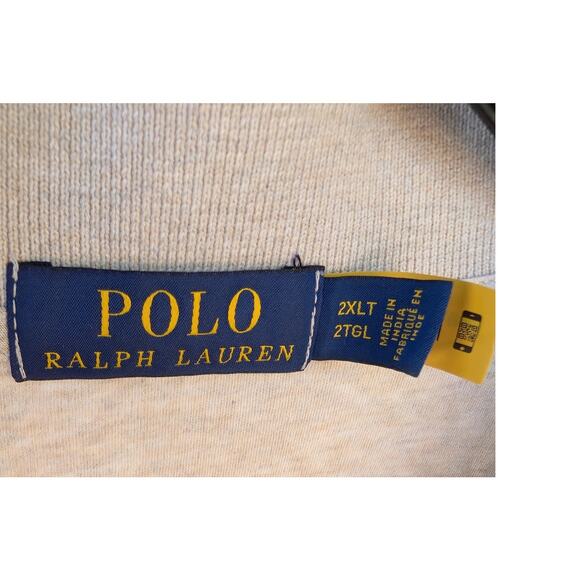 POLO
RALPH LAUREN
2XLT
2TGL
MADE IN
INDIA
FABRIQUÉ EN
INDE